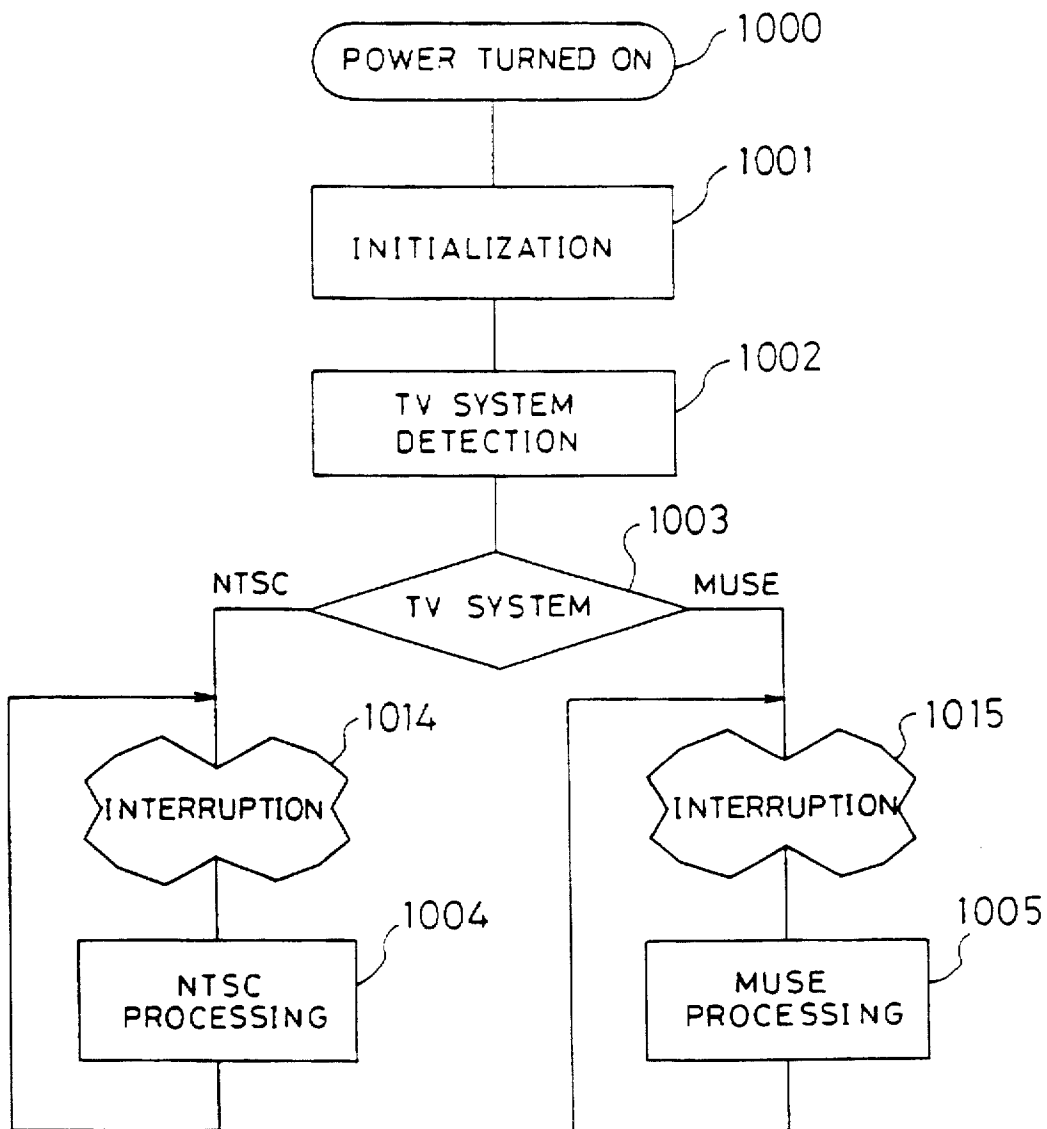 1000
POWER TURNED ON
1001
INITIALIZATION
1002
TV SYSTEM
DETECTION
1003
NTSC
TV SYSTEM
MUSE
1014
INTERRUPTION
1015
INTERRUPTION
1004
NTSC
PROCESSING
1005
MUSE
PROCESSING